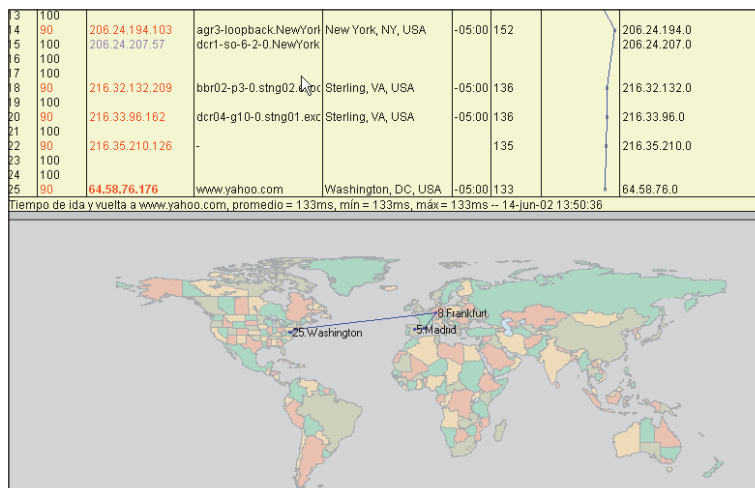 13 100
14 90 206.24.194.103 agr3-loopback.NewYork New York, NY, USA -05:00 152 206.24.194.0
15 100 206.24.207.57 dcr1-so-6-2-0.NewYork 206.24.207.0
16 100
17 100
18 90 216.32.132.209 bbr02-p3-0.stng02. Sterling, VA, USA -05:00 136 216.32.132.0
19 100
20 90 216.33.96.162 dcr04-g10-0.stng01.exc Sterling, VA, USA -05:00 136 216.33.96.0
21 100
22 90 216.35.210.126 - 135 216.35.210.0
23 100
24 100
25 90 64.58.76.176 www.yahoo.com Washington, DC, USA -05:00 133 64.58.76.0
Tiempo de ida y vuelta a www.yahoo.com, promedio = 133ms, mín = 133ms, máx = 133ms -- 14-jun-02 13:50:36
8.Frankfurt
25.Washington
5.Madrid